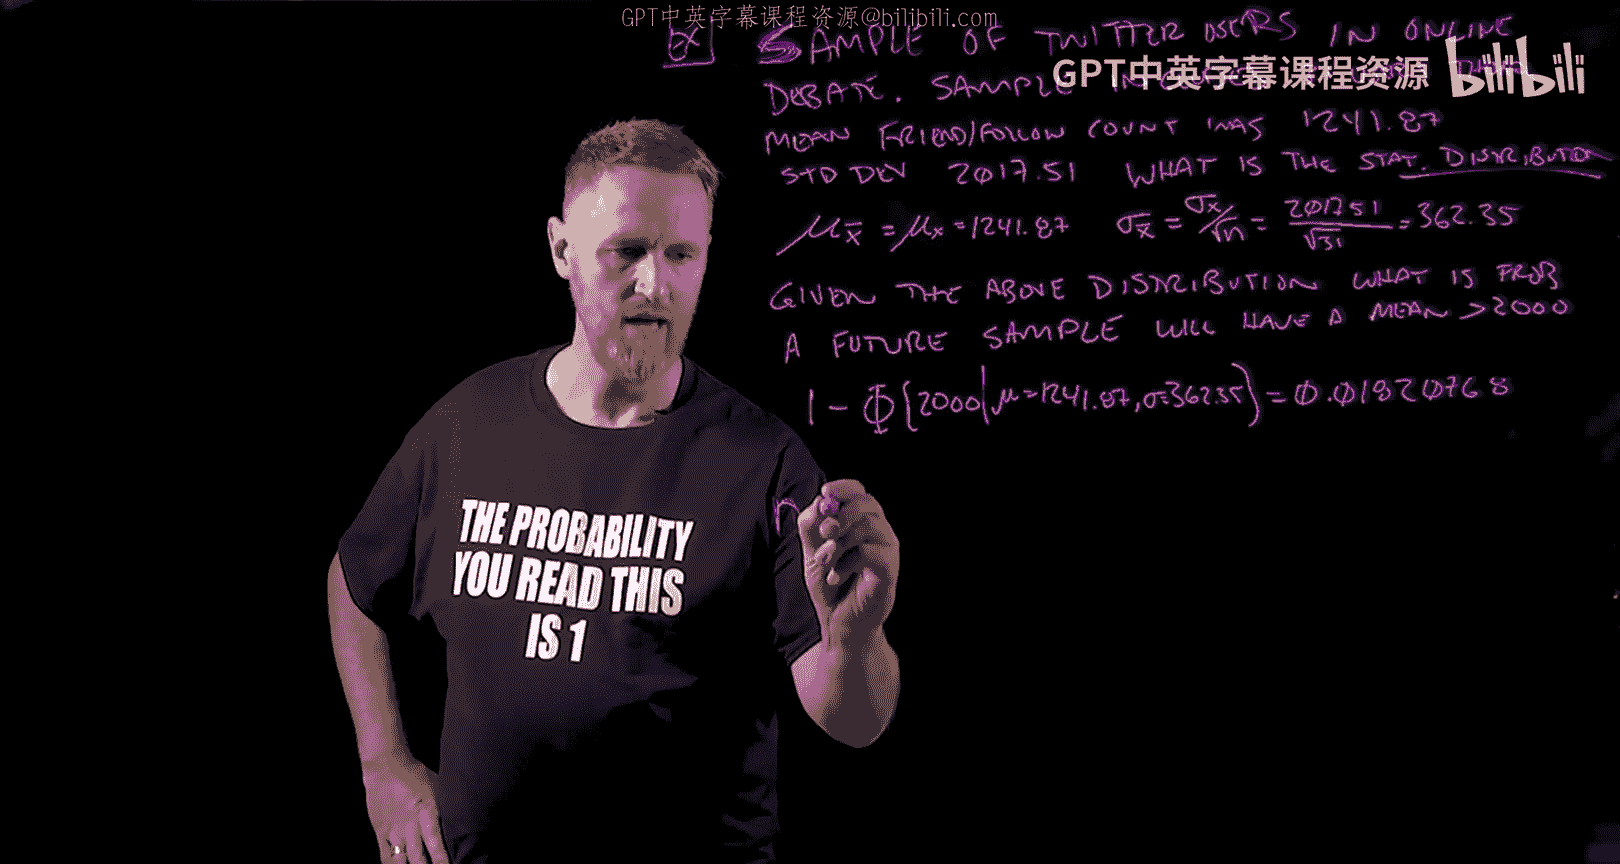 GPT中英字幕课程资源@bilibili.com
EX SAMPLE OF TWITTER USERS IN ONLINE
GPT中英字幕课程资源 bilibili
DEBATE. SAMPLE
MEAN FRIEND/FOLLOW COUNT WAS 1241.87
STD DEV 2017.51 WHAT IS THE STAT. DISTRIBUTION
μx̄ = μx = 1241.87 σx̄ = σx/√n = 201751/√31 = 362.35
GIVEN THE ABOVE DISTRIBUTION WHAT IS PROB
A FUTURE SAMPLE WILL HAVE A MEAN >2000
1 - Φ(2000|μ=1241.87, σ=362.35) = 0.01820768
n
THE PROBABILITY
YOU READ THIS
IS 1